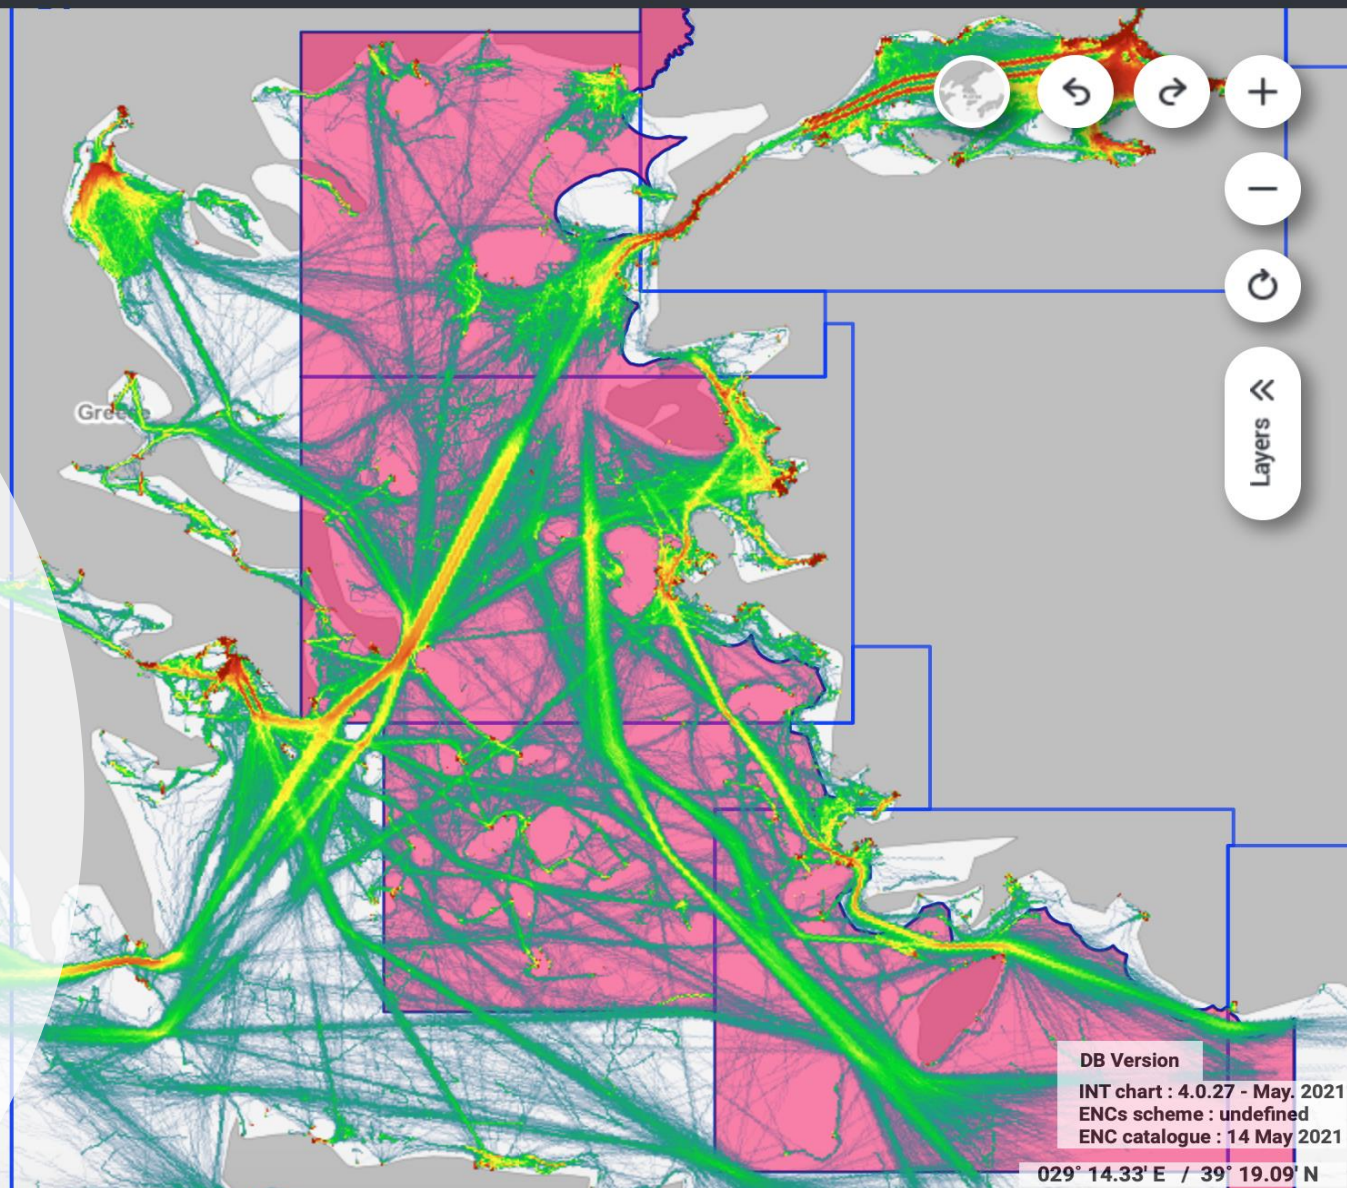 Greece
Layers
DB Version
INT chart : 4.0.27 - May. 2021
ENCs scheme : undefined
ENC catalogue : 14 May 2021
029° 14.33' E / 39° 19.09' N